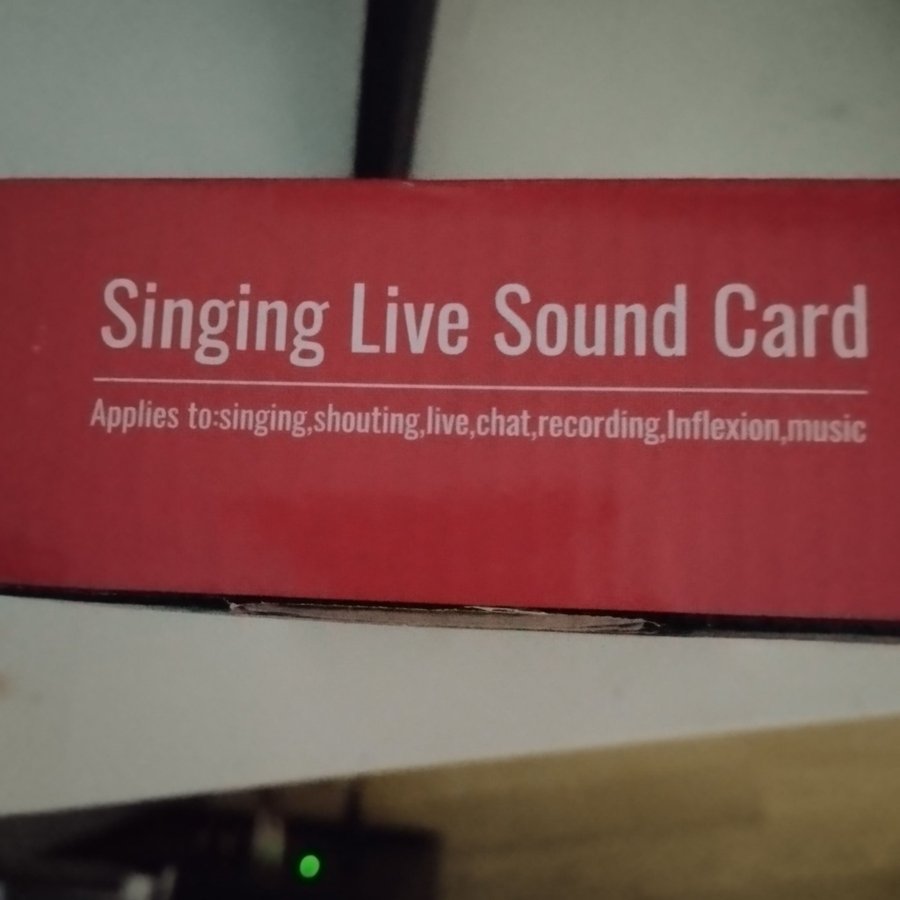 Singing Live Sound Card
Applies to:singing,shouting,live,chat,recording,Inflexion,music